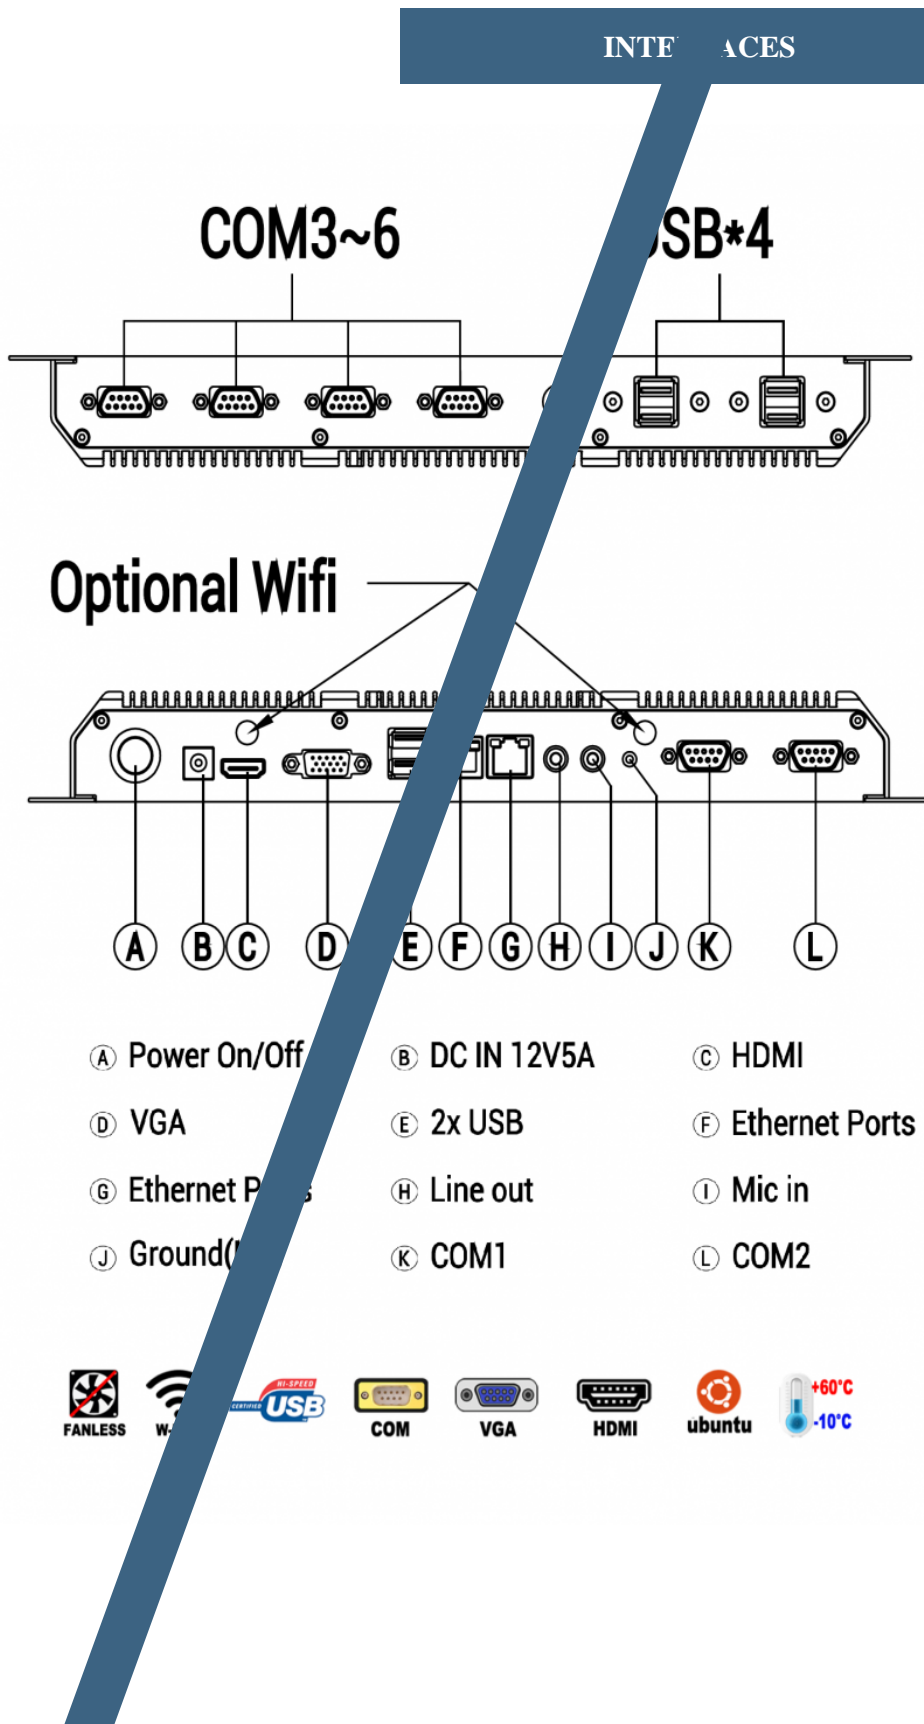 COM3~6
Optional Wifi
A B C D E F G H I J K L
A Power On/Off B DC IN 12V5A C HDMI
D VGA E 2x USB F Ethernet Ports
G Ethernet H Line out I Mic in
J K COM1 L COM2
HI-SPEED
CERTIFIED USB
+60°C
-10°C
FANLESS COM VGA HDMI ubuntu